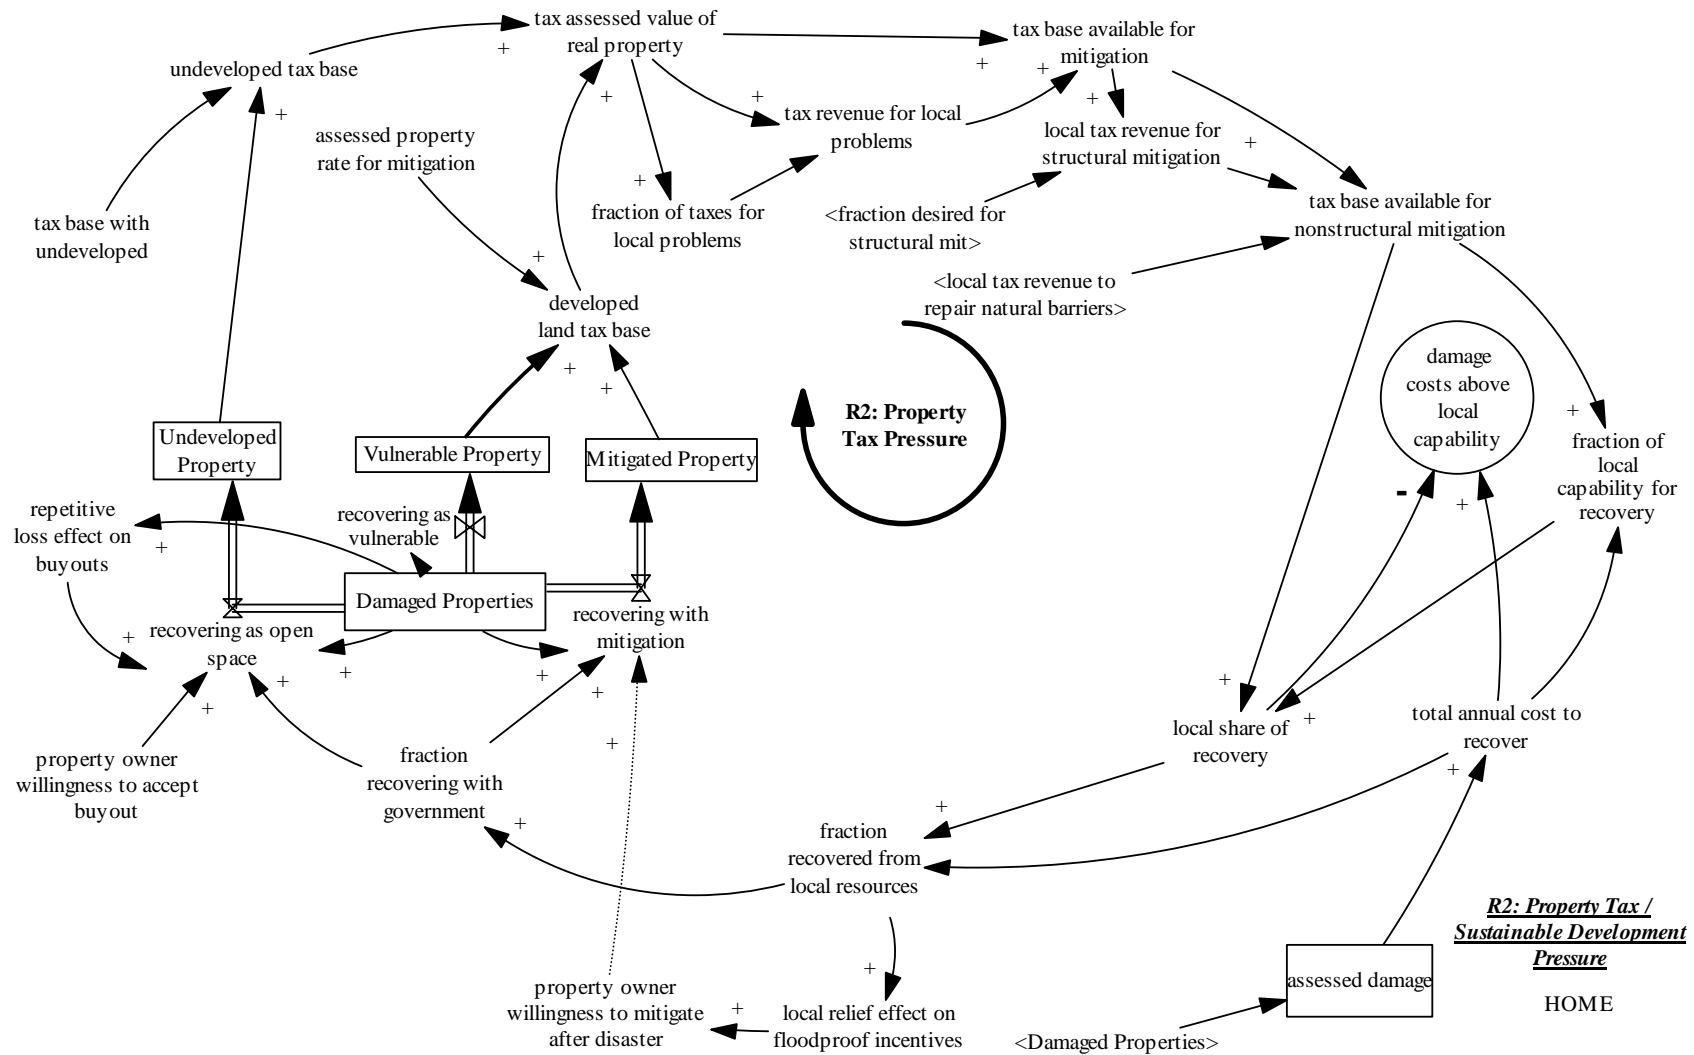 tax assessed value of
real property
tax base available for
mitigation
+
+
+
undeveloped tax base
+
+
+
+
assessed property
rate for mitigation
tax revenue for local
problems
local tax revenue for
structural mitigation
+
+
tax base with
undeveloped
fraction of taxes for
local problems
<fraction desired for
structural mit>
tax base available for
nonstructural mitigation
+
developed
land tax base
<local tax revenue to
repair natural barriers>
+
+
R2: Property
Tax Pressure
damage
costs above
local
capability
+
fraction of
local
capability for
recovery
Undeveloped
Property
Vulnerable Property
Mitigated Property
-
+
repetitive
loss effect on
buyouts
+
recovering as
vulnerable
Damaged Properties
recovering with
mitigation
+
recovering as open
space
+
+
+
+
+
+
+
+
local share of
recovery
total annual cost to
recover
+
property owner
willingness to accept
buyout
fraction
recovering with
government
+
+
+
fraction
recovered from
local resources
R2: Property Tax /
Sustainable Development
Pressure
HOME
+
assessed damage
property owner
willingness to mitigate
after disaster
+
local relief effect on
floodproof incentives
<Damaged Properties>